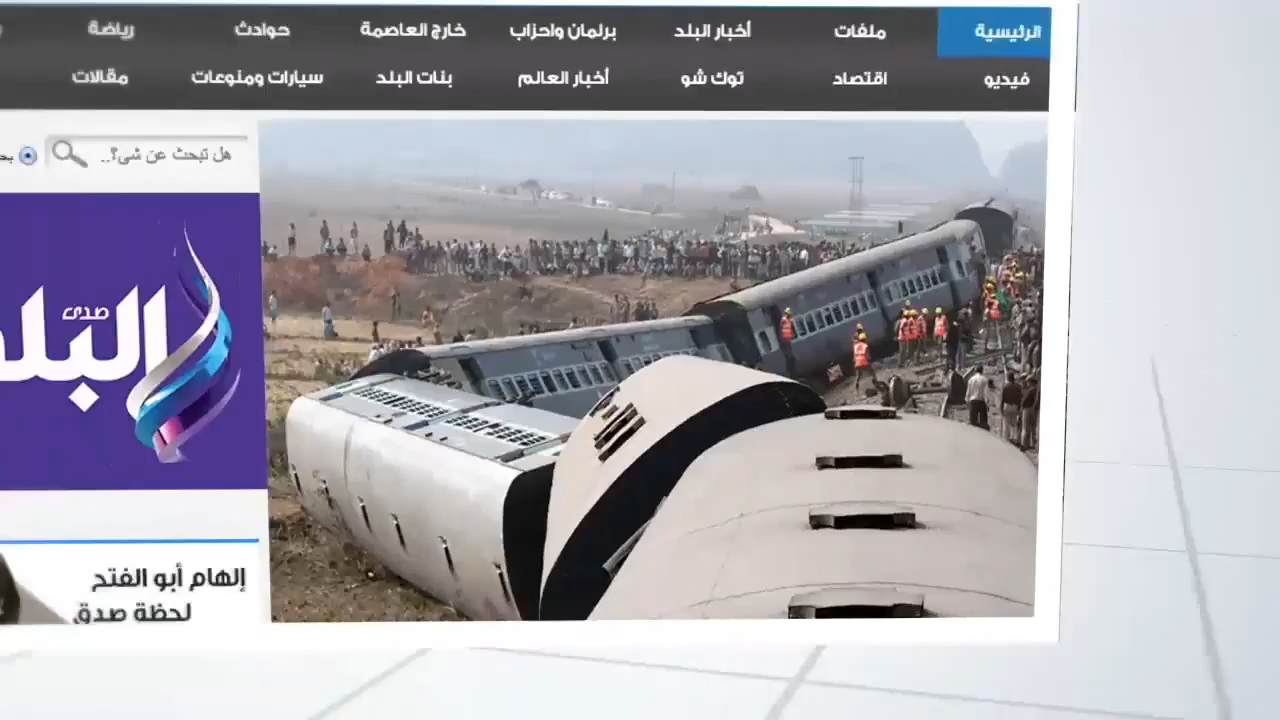 الرئيسية ملفات أخبار البلد برلمان واحزاب خارج العاصمة حوادث رياضة
فيديو اقتصاد توك شو أخبار العالم بنات البلد سيارات ومنوعات مقالات
هل تبحث عن شئ؟..
صدى
البلد
إلهام أبو الفتح
لحظة صدق